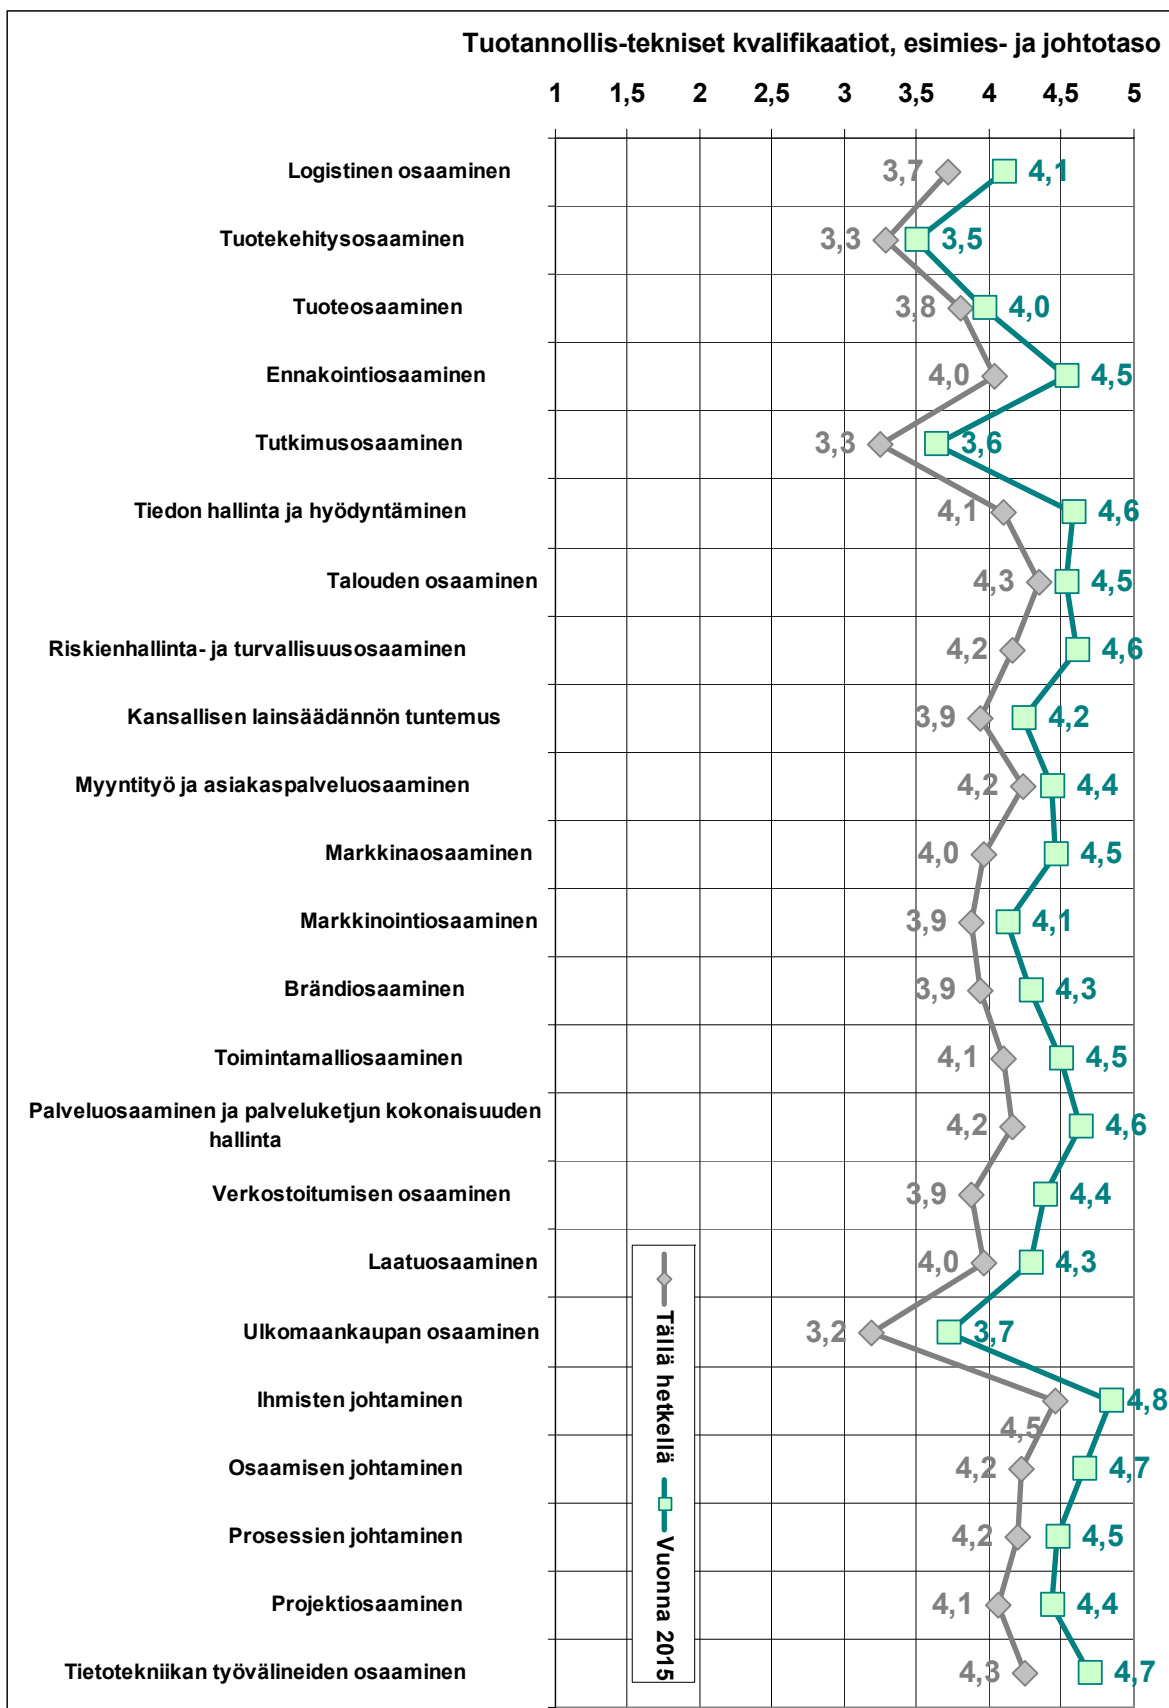 Tuotannollis-tekniset kvalifikaatiot, esimies- ja johtotaso
1 1,5 2 2,5 3 3,5 4 4,5 5
Logistinen osaaminen 3,7 4,1
Tuotekehitysosaaminen 3,3 3,5
Tuoteosaaminen 3,8 4,0
Ennakointiosaaminen 4,0 4,5
Tutkimusosaaminen 3,3 3,6
Tiedon hallinta ja hyödyntäminen 4,1 4,6
Talouden osaaminen 4,3 4,5
Riskienhallinta- ja turvallisuusosaaminen 4,2 4,6
Kansallisen lainsäädännön tuntemus 3,9 4,2
Myyntityö ja asiakaspalveluosaaminen 4,2 4,4
Markkinaosaaminen 4,0 4,5
Markkinointiosaaminen 3,9 4,1
Brändiosaaminen 3,9 4,3
Toimintamalliosaaminen 4,1 4,5
Palveluosaaminen ja palveluketjun kokonaisuuden
hallinta 4,2 4,6
Verkostoitumisen osaaminen 3,9 4,4
Laatuosaaminen 4,0 4,3
Ulkomaankaupan osaaminen 3,2 3,7
Ihmisten johtaminen 4,5 4,8
Osaamisen johtaminen 4,2 4,7
Prosessien johtaminen 4,2 4,5
Projektiosaaminen 4,1 4,4
Tietotekniikan työvälineiden osaaminen 4,3 4,7
Tällä hetkellä Vuonna 2015